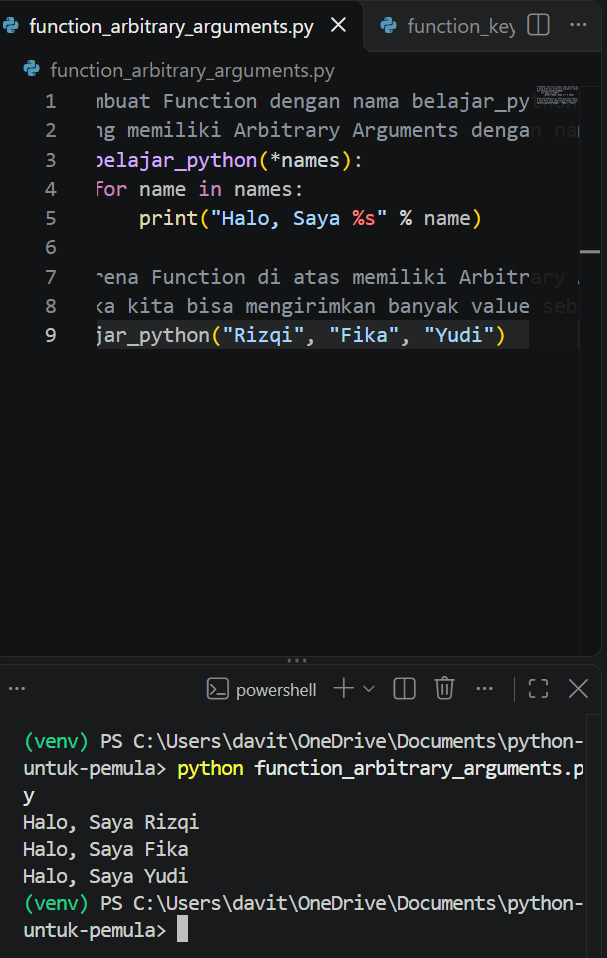 function_arbitrary_arguments.py
function_key
function_arbitrary_arguments.py
1 mbuat Function dengan nama belajar_py
2 ng memiliki Arbitrary Arguments dengan na
3 belajar_python(*names):
4 for name in names:
5 print("Halo, Saya %s" % name)
6
7 rena Function di atas memiliki Arbitrary
8 ka kita bisa mengirimkan banyak value seb
9 jar_python("Rizqi", "Fika", "Yudi")
powershell
(venv) PS C:\Users\davit\OneDrive\Documents\python-
untuk-pemula> python function_arbitrary_arguments.p
y
Halo, Saya Rizqi
Halo, Saya Fika
Halo, Saya Yudi
(venv) PS C:\Users\davit\OneDrive\Documents\python-
untuk-pemula>